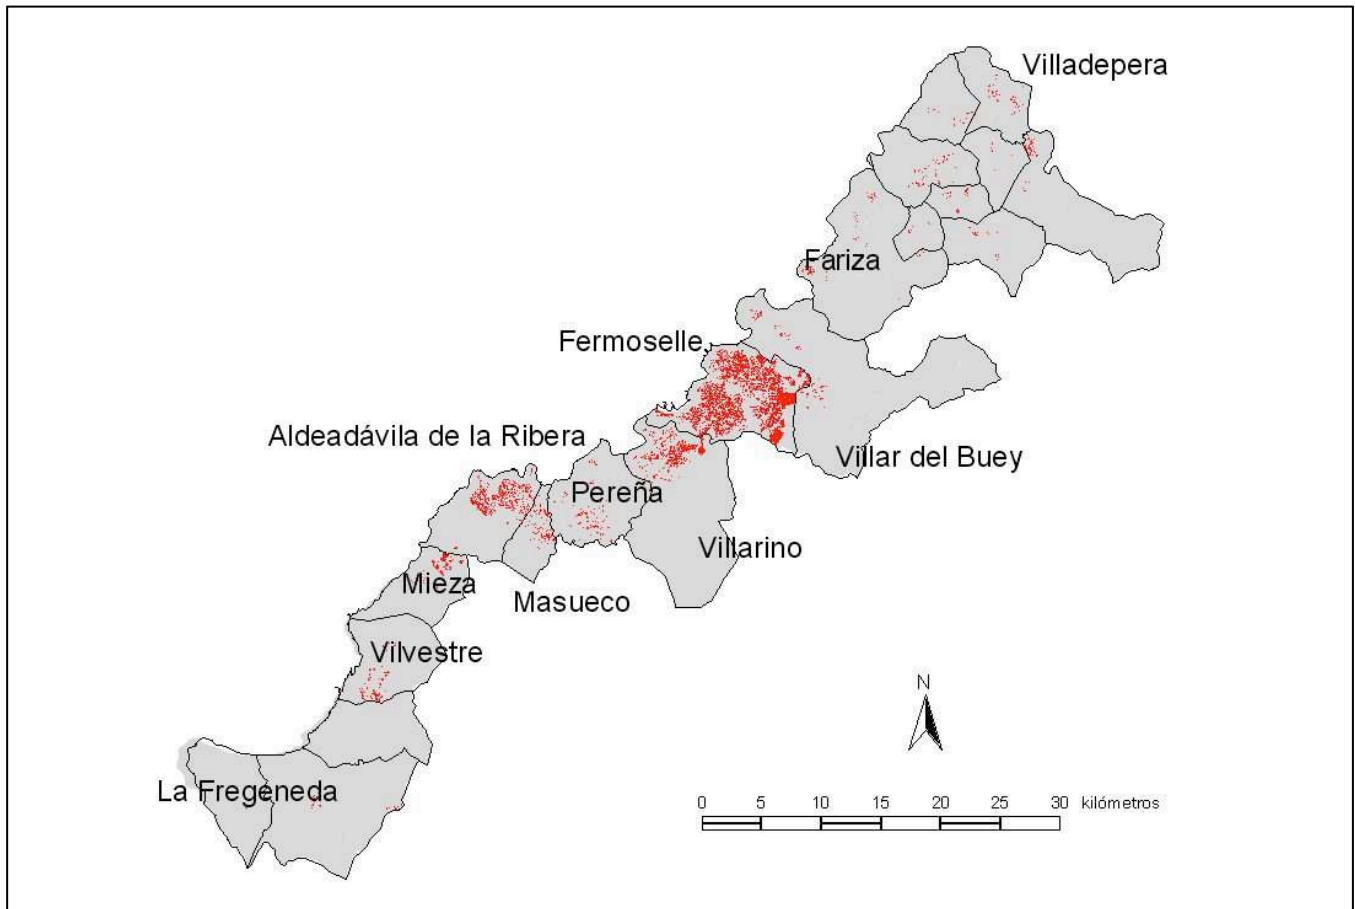 Villadepera
Fariza
Fermoselle
Aldeadávila de la Ribera
Villar del Buey
Pereña
Villarino
Mieza
Masueco
Vilvestre
N
La Fregeneda
0 5 10 15 20 25 30 kilómetros